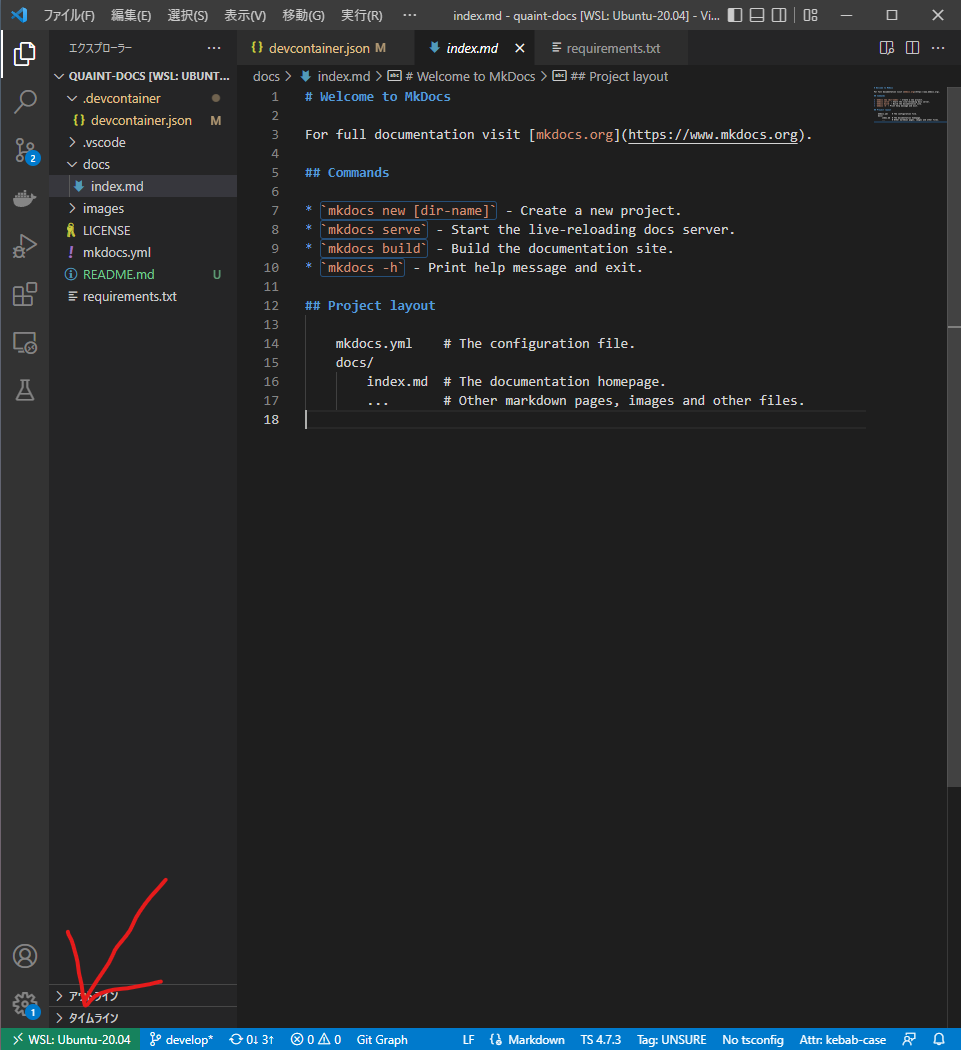 ファイル(F) 編集(E) 選択(S) 表示(V) 移動(G) 実行(R) ··· index.md - quaint-docs [WSL: Ubuntu-20.04] - Vi...
エクスプローラー ···
{} devcontainer.json M index.md requirements.txt
QUAINT-DOCS [WSL: UBUNT...
.devcontainer
{} devcontainer.json M
.vscode
docs
index.md
images
LICENSE
! mkdocs.yml
README.md U
requirements.txt
アウトライン
タイムライン
2
1
docs > index.md > # Welcome to MkDocs > ## Project layout
1 # Welcome to MkDocs
2
3 For full documentation visit [mkdocs.org](https://www.mkdocs.org).
4
5 ## Commands
6
7 * `mkdocs new [dir-name]` - Create a new project.
8 * `mkdocs serve` - Start the live-reloading docs server.
9 * `mkdocs build` - Build the documentation site.
10 * `mkdocs -h` - Print help message and exit.
11
12 ## Project layout
13
14 mkdocs.yml # The configuration file.
15 docs/
16 index.md # The documentation homepage.
17 ... # Other markdown pages, images and other files.
18
WSL: Ubuntu-20.04 develop* 0↓ 3↑ 0 0 Git Graph LF {} Markdown TS 4.7.3 Tag: UNSURE No tsconfig Attr: kebab-case